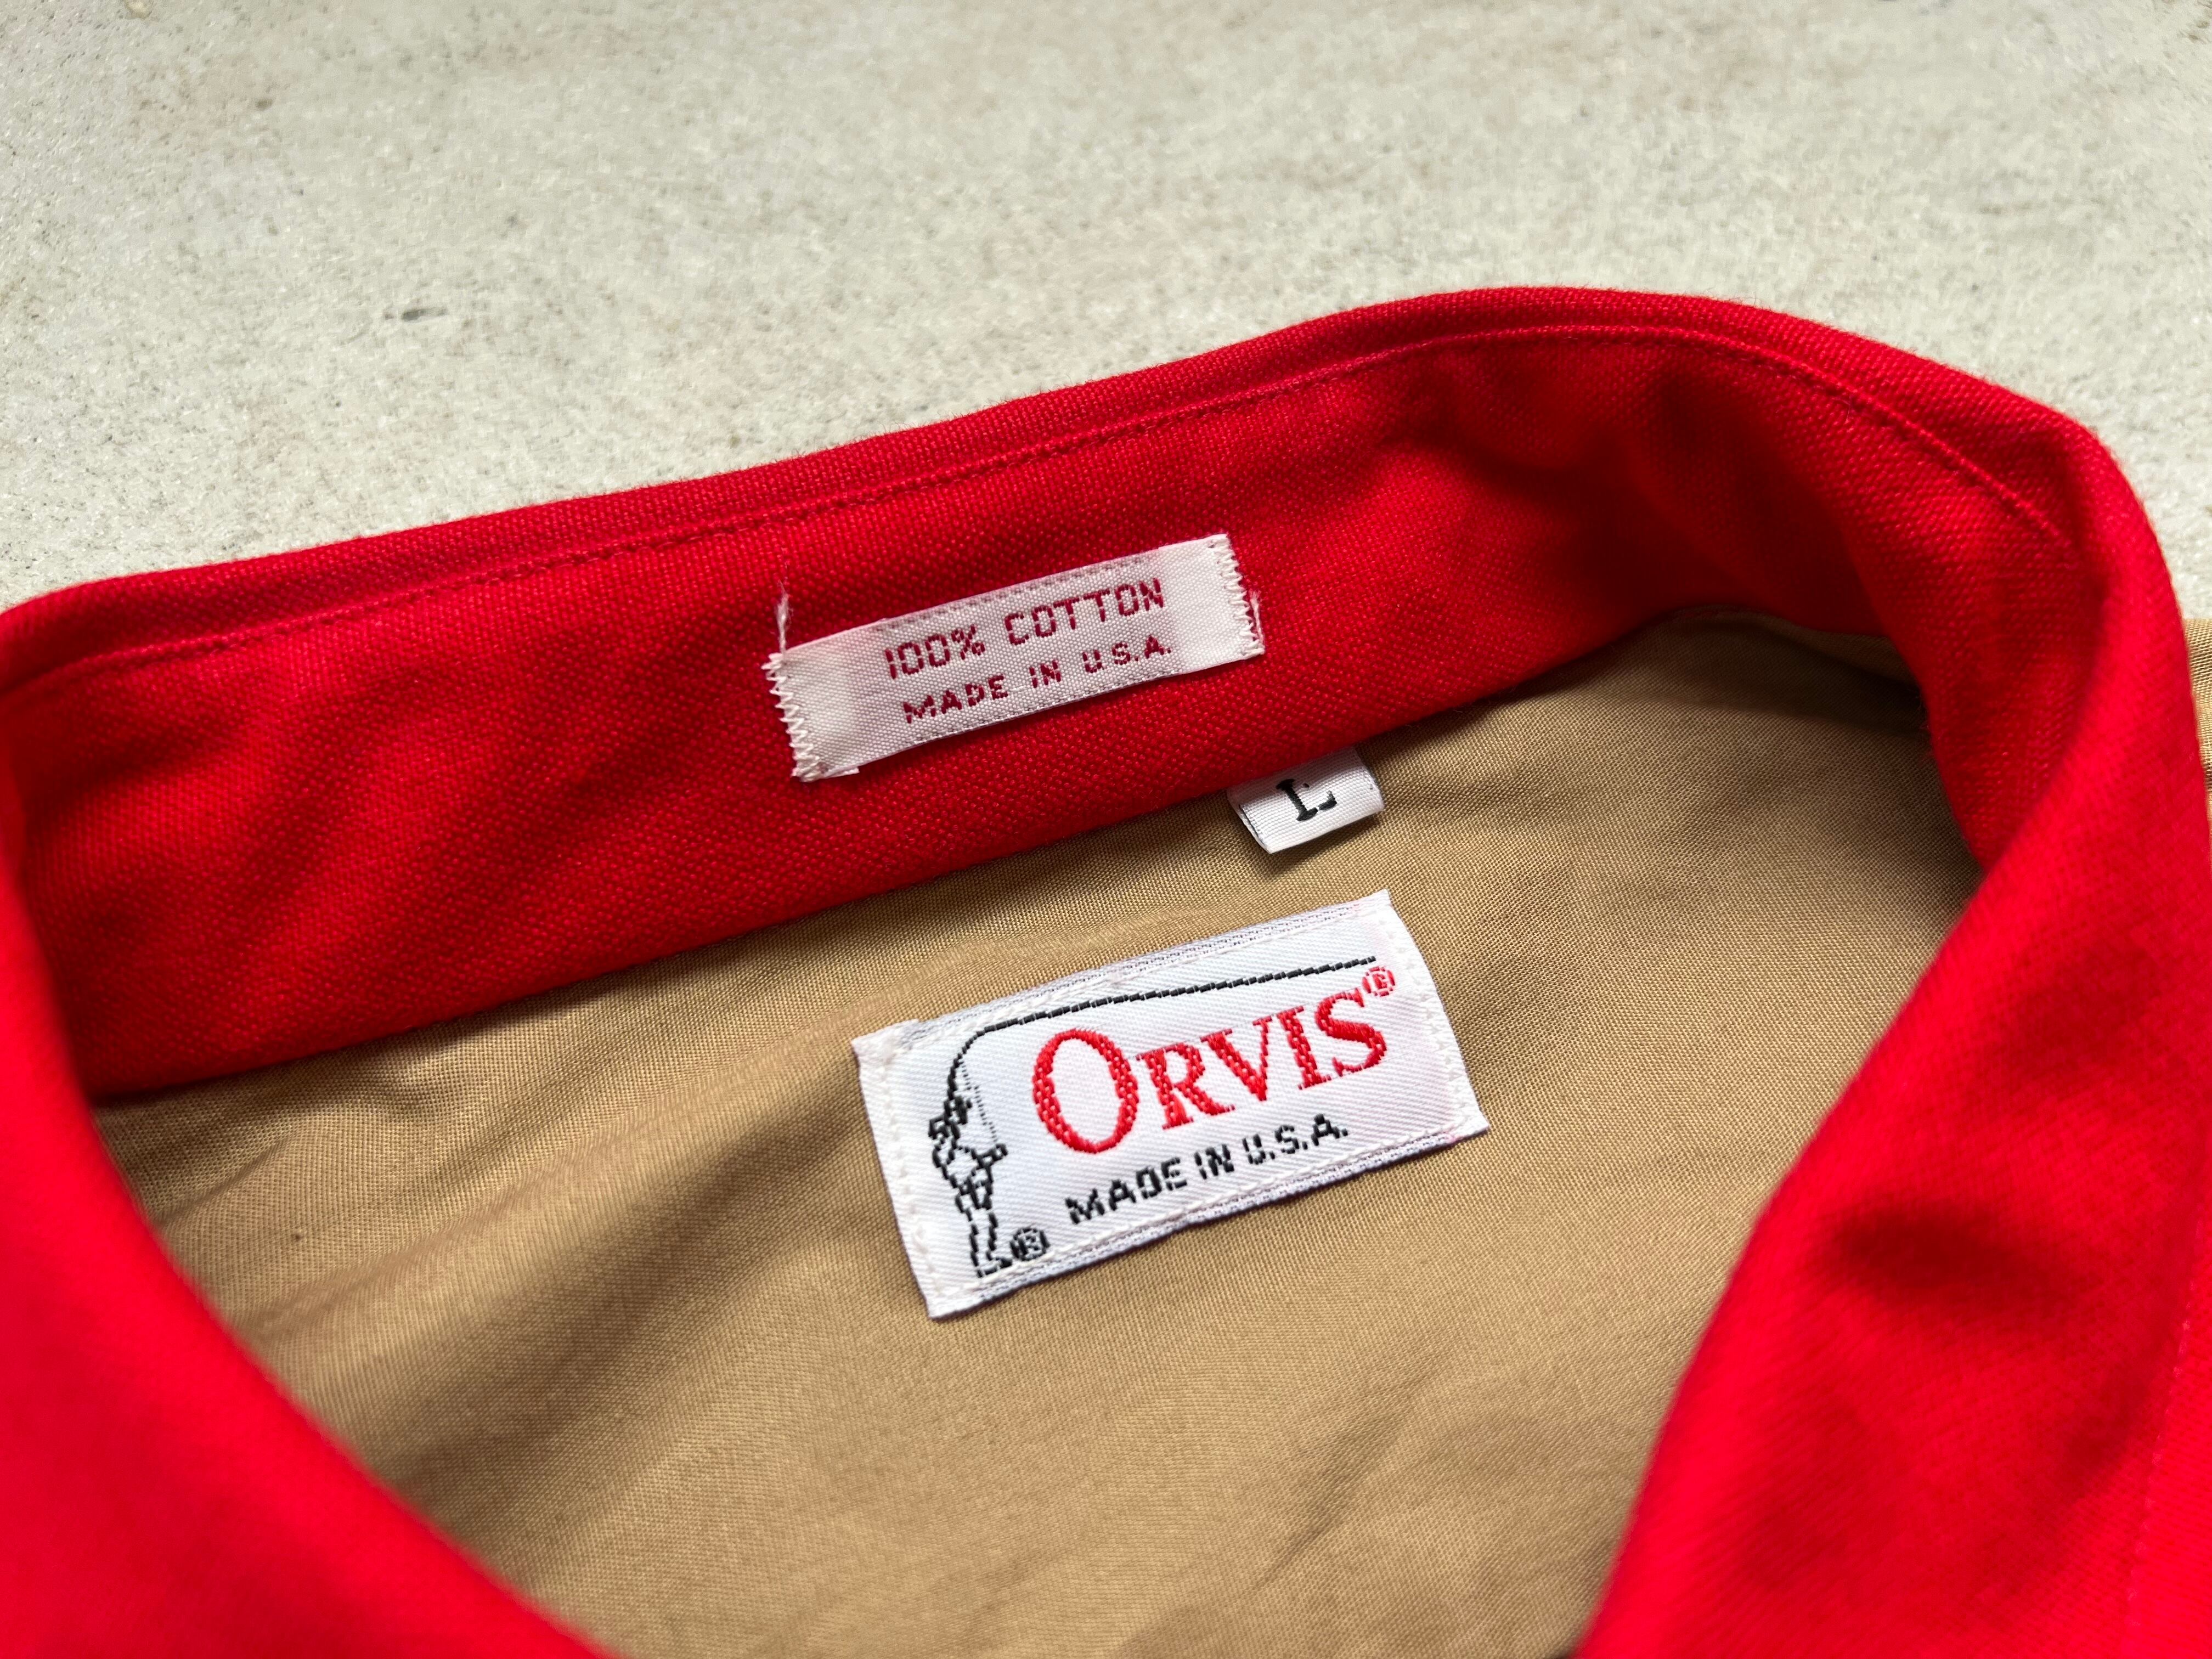 100% COTTON
MADE IN U.S.A.
L
ORVIS®
MADE IN U.S.A.
®